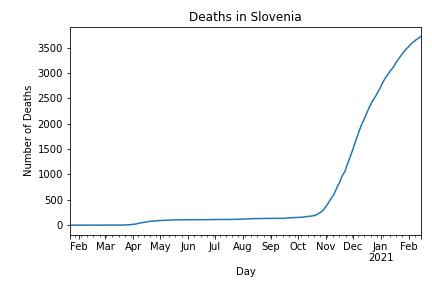 Deaths in Slovenia
Number of Deaths
3500
3000
2500
2000
1500
1000
500
0
Feb Mar Apr May Jun Jul Aug Sep Oct Nov Dec Jan Feb
2021
Day